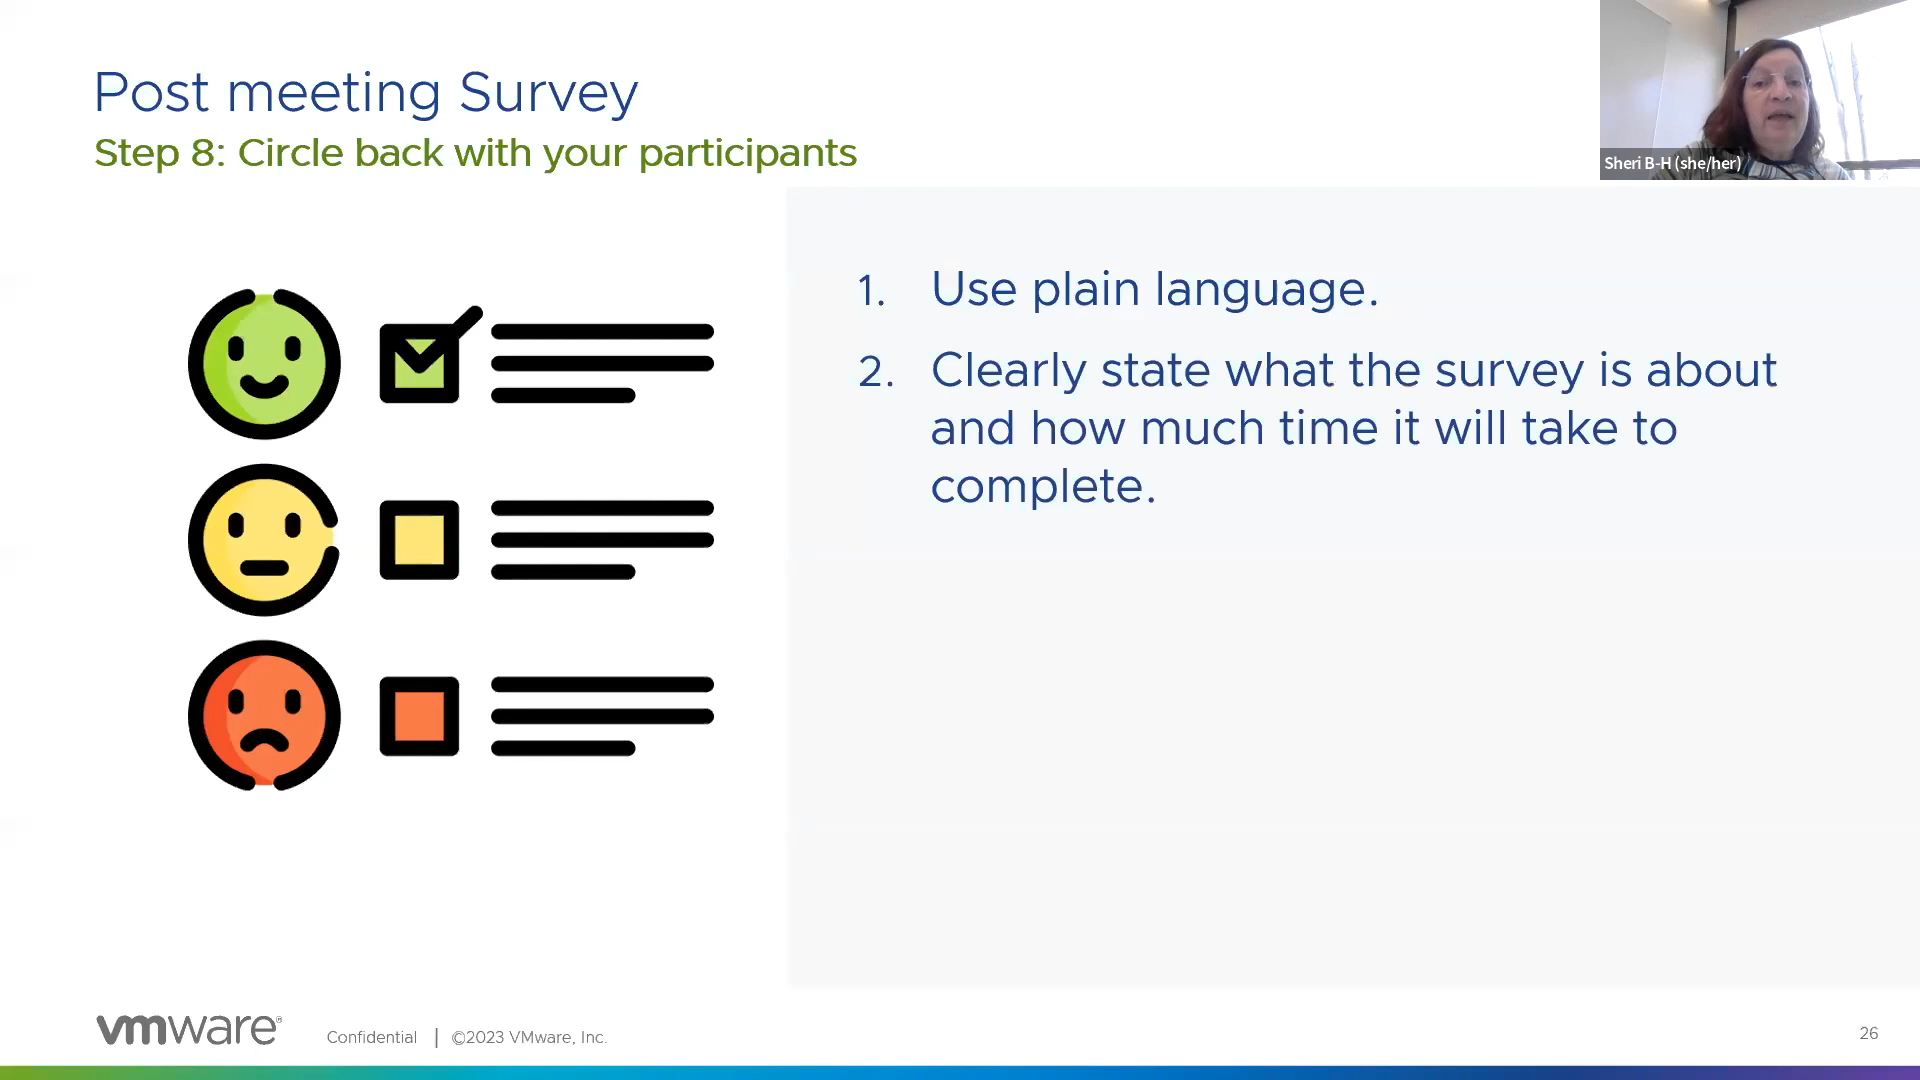 Post meeting Survey
Step 8: Circle back with your participants
Sheri B-H (she/her)
1. Use plain language.
2. Clearly state what the survey is about
and how much time it will take to
complete.
vmware®
Confidential | ©2023 VMware, Inc.
26